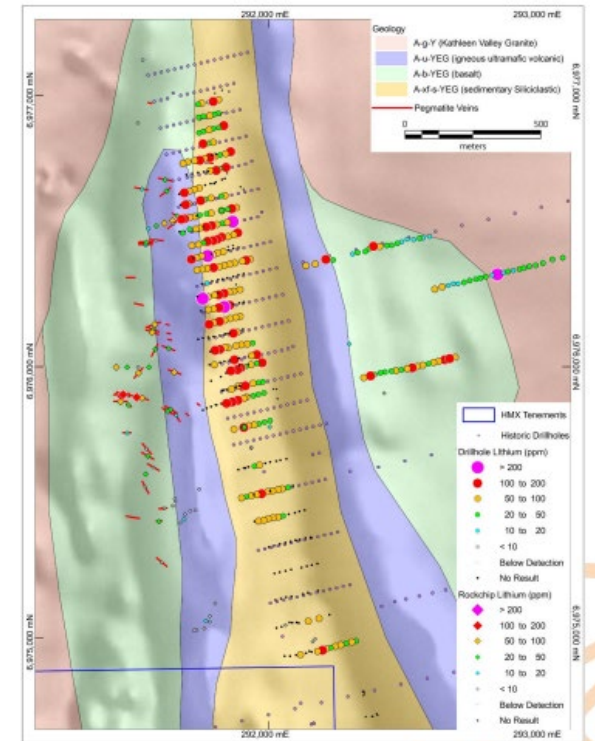 292,000 mE 293,000 mE
Geology
A-g-Y (Kathleen Valley Granite)
A-u-YEG (igneous ultramafic volcanic)
A-b-YEG (basalt)
A-xf-s-YEG (sedimentary Siliciclastic)
Pegmatite Veins
0 500
meters
6,977,000 mN 6,977,000 mN
6,976,000 mN 6,976,000 mN
HMX Tenements
Historic Drillholes
Drillhole Lithium (ppm)
> 200
100 to 200
50 to 100
20 to 50
10 to 20
< 10
Below Detection
No Result
Rockchip Lithium (ppm)
> 200
100 to 200
50 to 100
20 to 50
10 to 20
< 10
Below Detection
No Result
6,975,000 mN 6,975,000 mN
292,000 mE 293,000 mE